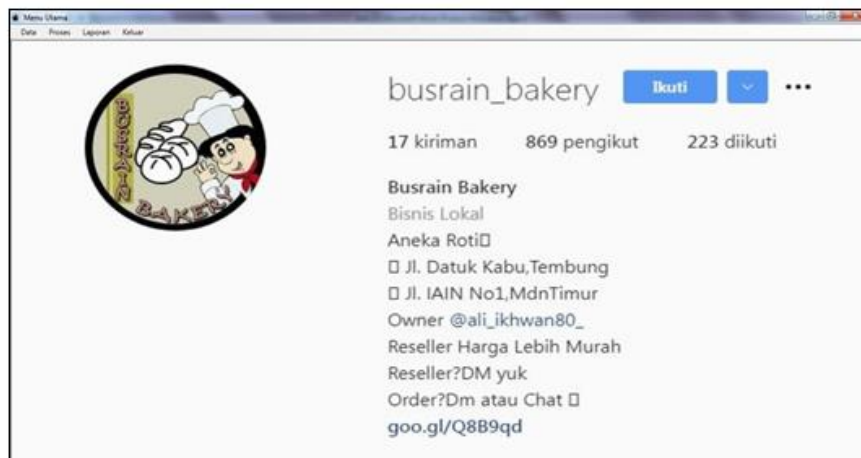 Menu Utama
Data Proses Laporan Keluar
BUSRAIN
BAKERY
busrain_bakery Ikuti
17 kiriman 869 pengikut 223 diikuti
Busrain Bakery
Bisnis Lokal
Aneka Roti
Jl. Datuk Kabu,Tembung
Jl. IAIN No1,MdnTimur
Owner @ali_ikhwan80_
Reseller Harga Lebih Murah
Reseller?DM yuk
Order?Dm atau Chat
goo.gl/Q8B9qd